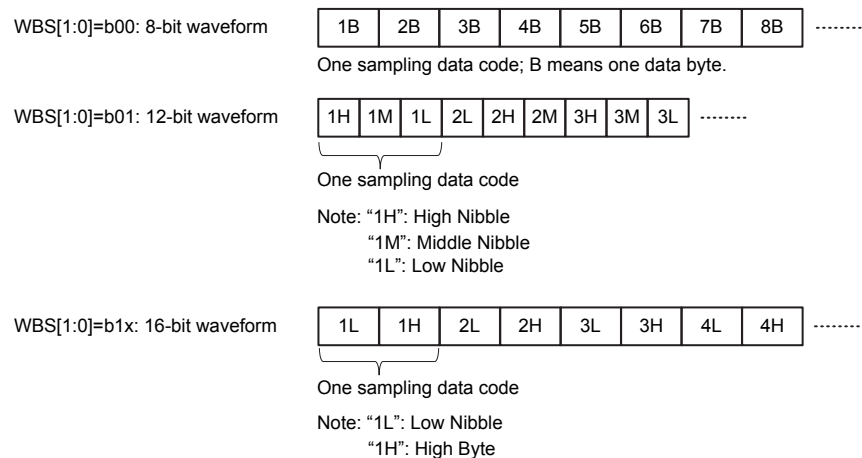 WBS[1:0]=b00: 8-bit waveform 1B 2B 3B 4B 5B 6B 7B 8B
One sampling data code; B means one data byte.
WBS[1:0]=b01: 12-bit waveform 1H 1M 1L 2L 2H 2M 3H 3M 3L
One sampling data code
Note: “1H”: High Nibble
“1M”: Middle Nibble
“1L”: Low Nibble
WBS[1:0]=b1x: 16-bit waveform 1L 1H 2L 2H 3L 3H 4L 4H
One sampling data code
Note: “1L”: Low Nibble
“1H”: High Byte